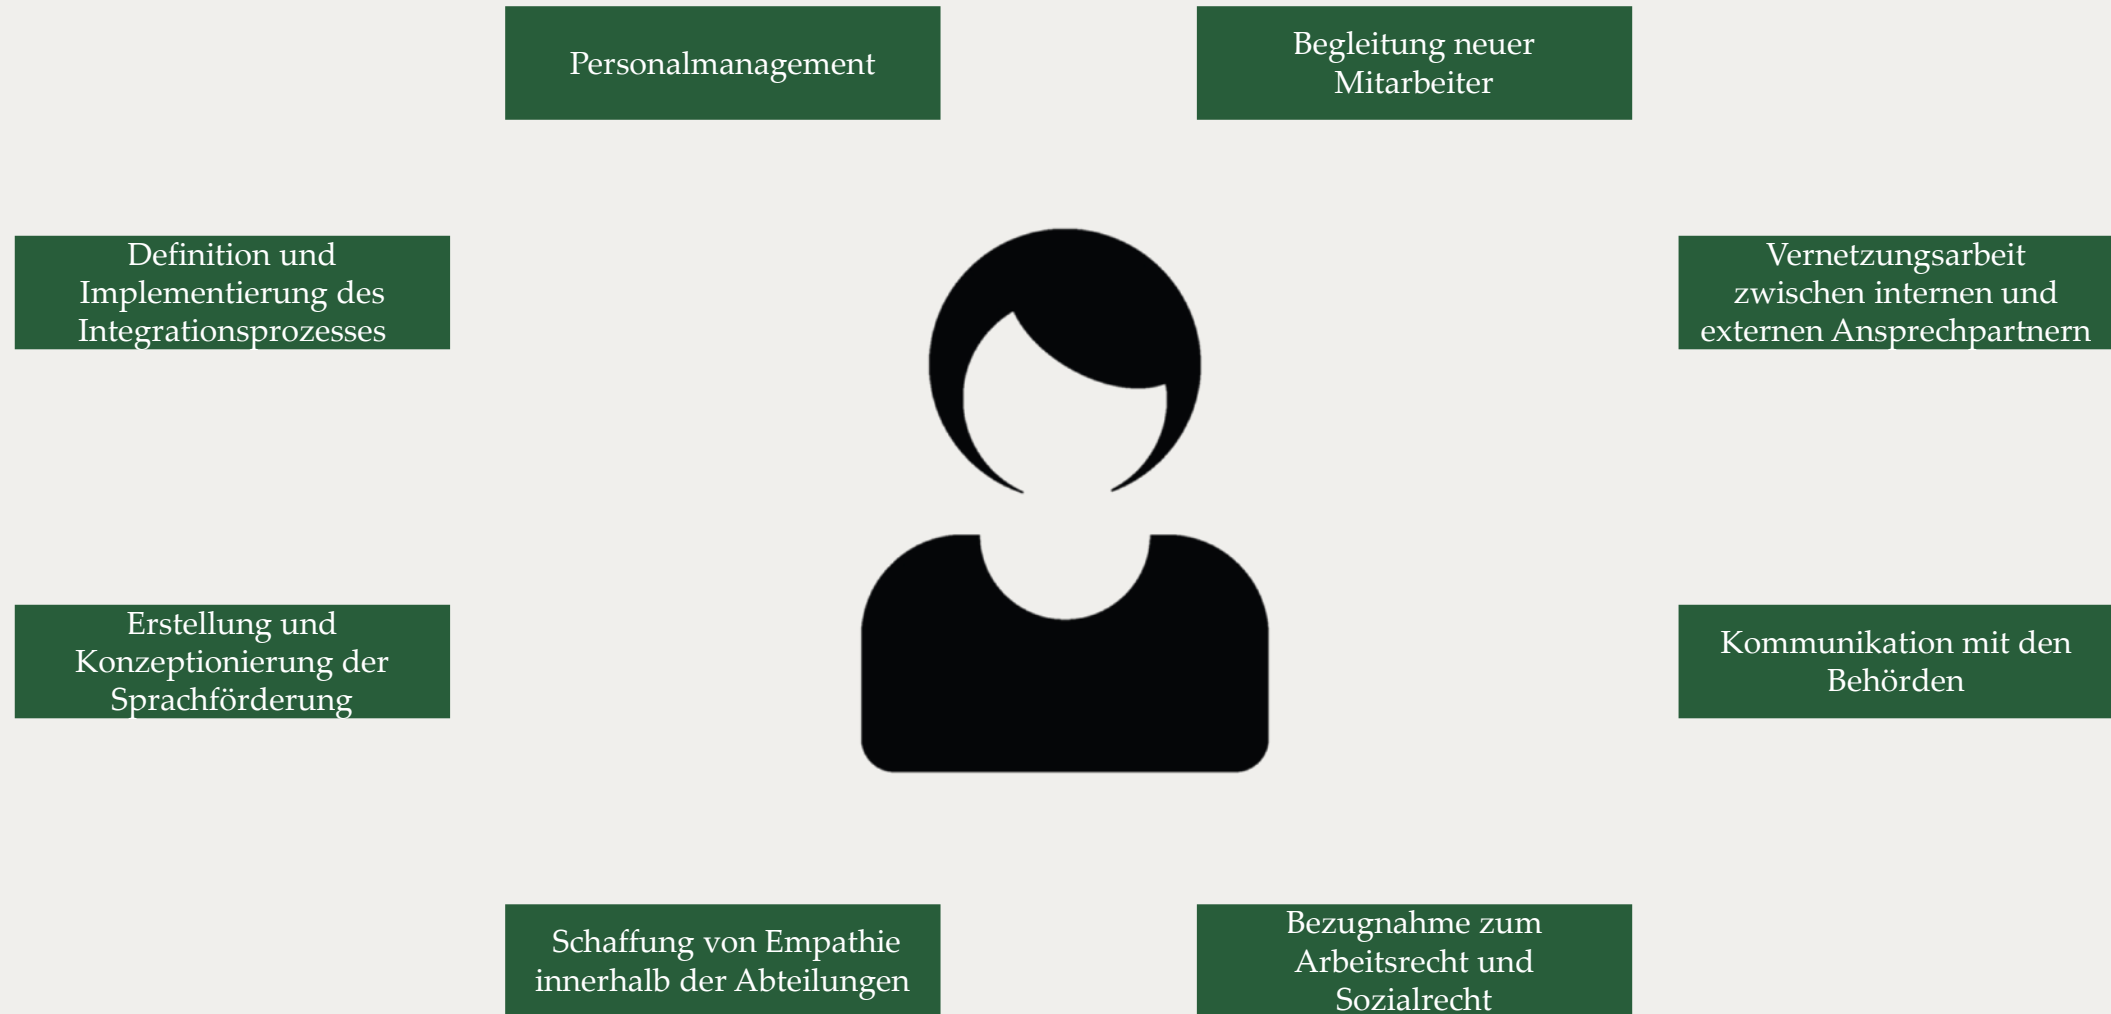 Personalmanagement
Begleitung neuer
Mitarbeiter
Definition und
Implementierung des
Integrationsprozesses
Vernetzungsarbeit
zwischen internen und
externen Ansprechpartnern
Erstellung und
Konzeptionierung der
Sprachförderung
Kommunikation mit den
Behörden
Schaffung von Empathie
innerhalb der Abteilungen
Bezugnahme zum
Arbeitsrecht und
Sozialrecht